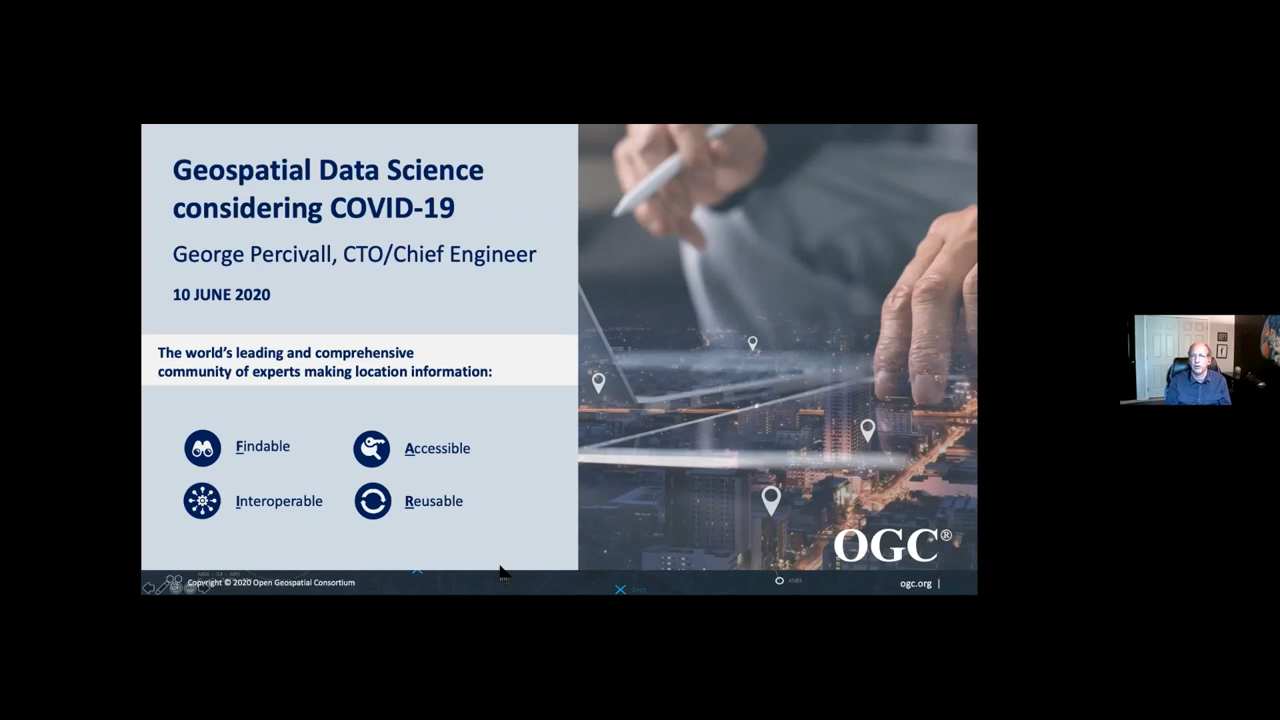 Geospatial Data Science
considering COVID-19
George Percivall, CTO/Chief Engineer
10 JUNE 2020
The world's leading and comprehensive
community of experts making location information:
Findable
Accessible
Interoperable
Reusable
OGC®
Copyright © 2020 Open Geospatial Consortium
ogc.org |